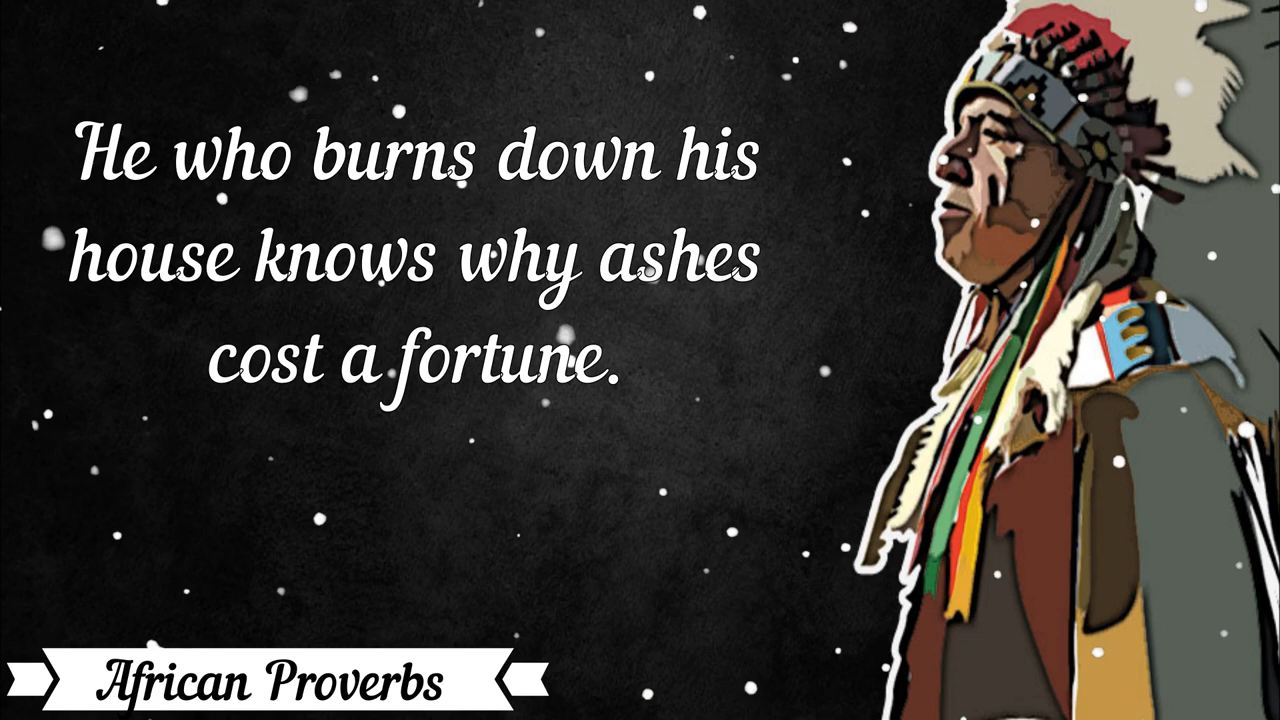 He who burns down his
house knows why ashes
cost a fortune.
African Proverbs